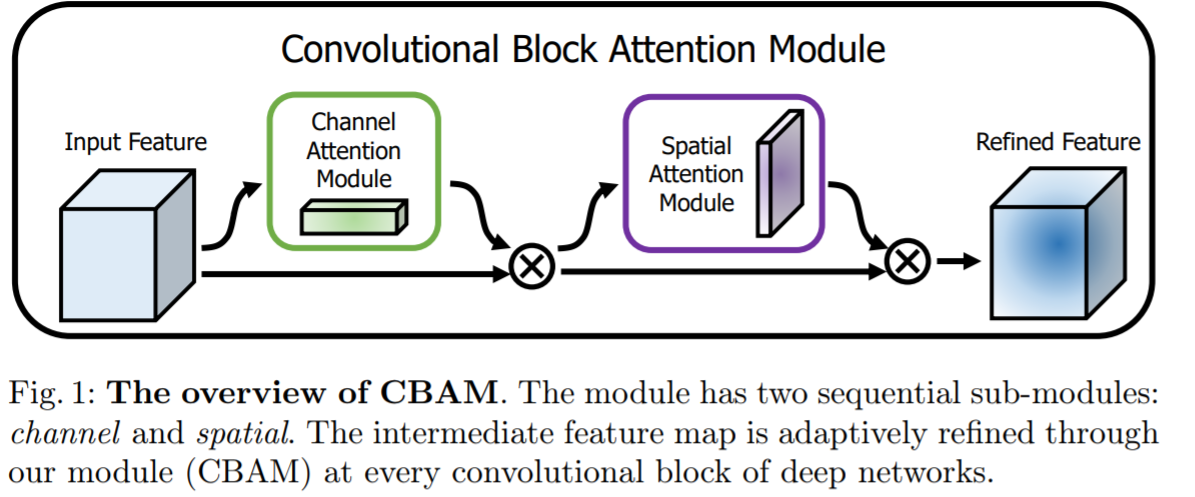 Convolutional Block Attention Module
Input Feature
Channel
Attention
Module
Spatial
Attention
Module
Refined Feature
Fig. 1: The overview of CBAM. The module has two sequential sub-modules:
channel and spatial. The intermediate feature map is adaptively refined through
our module (CBAM) at every convolutional block of deep networks.